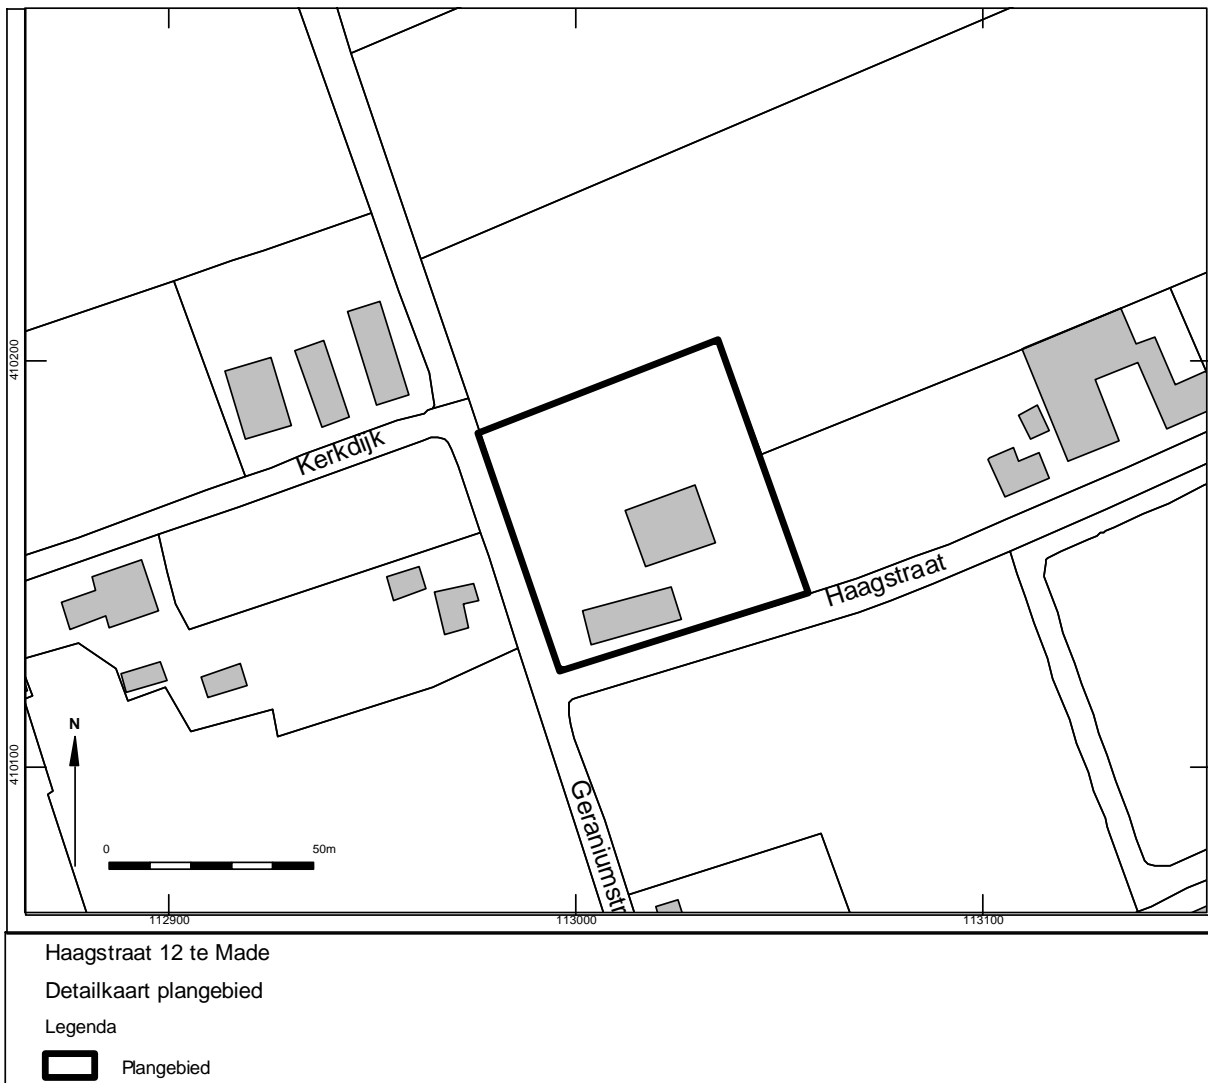 410200
Kerkdijk
Haagstraat
N
410100
0
50m
Geraniumstr
112900
113000
113100
Haagstraat 12 te Made
Detailkaart plangebied
Legenda
Plangebied